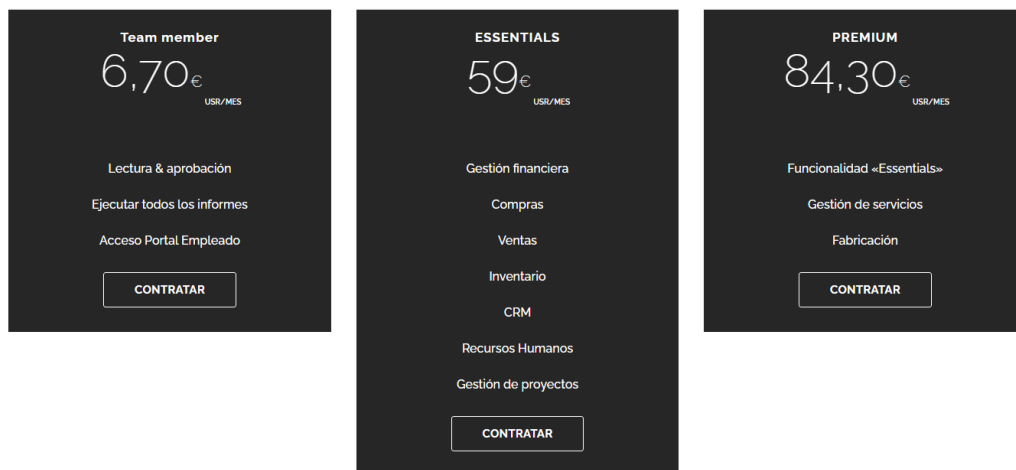 Team member
6,70€
USR/MES
Lectura & aprobación
Ejecutar todos los informes
Acceso Portal Empleado
CONTRATAR
ESSENTIALS
59€
USR/MES
Gestión financiera
Compras
Ventas
Inventario
CRM
Recursos Humanos
Gestión de proyectos
CONTRATAR
PREMIUM
84,30€
USR/MES
Funcionalidad «Essentials»
Gestión de servicios
Fabricación
CONTRATAR